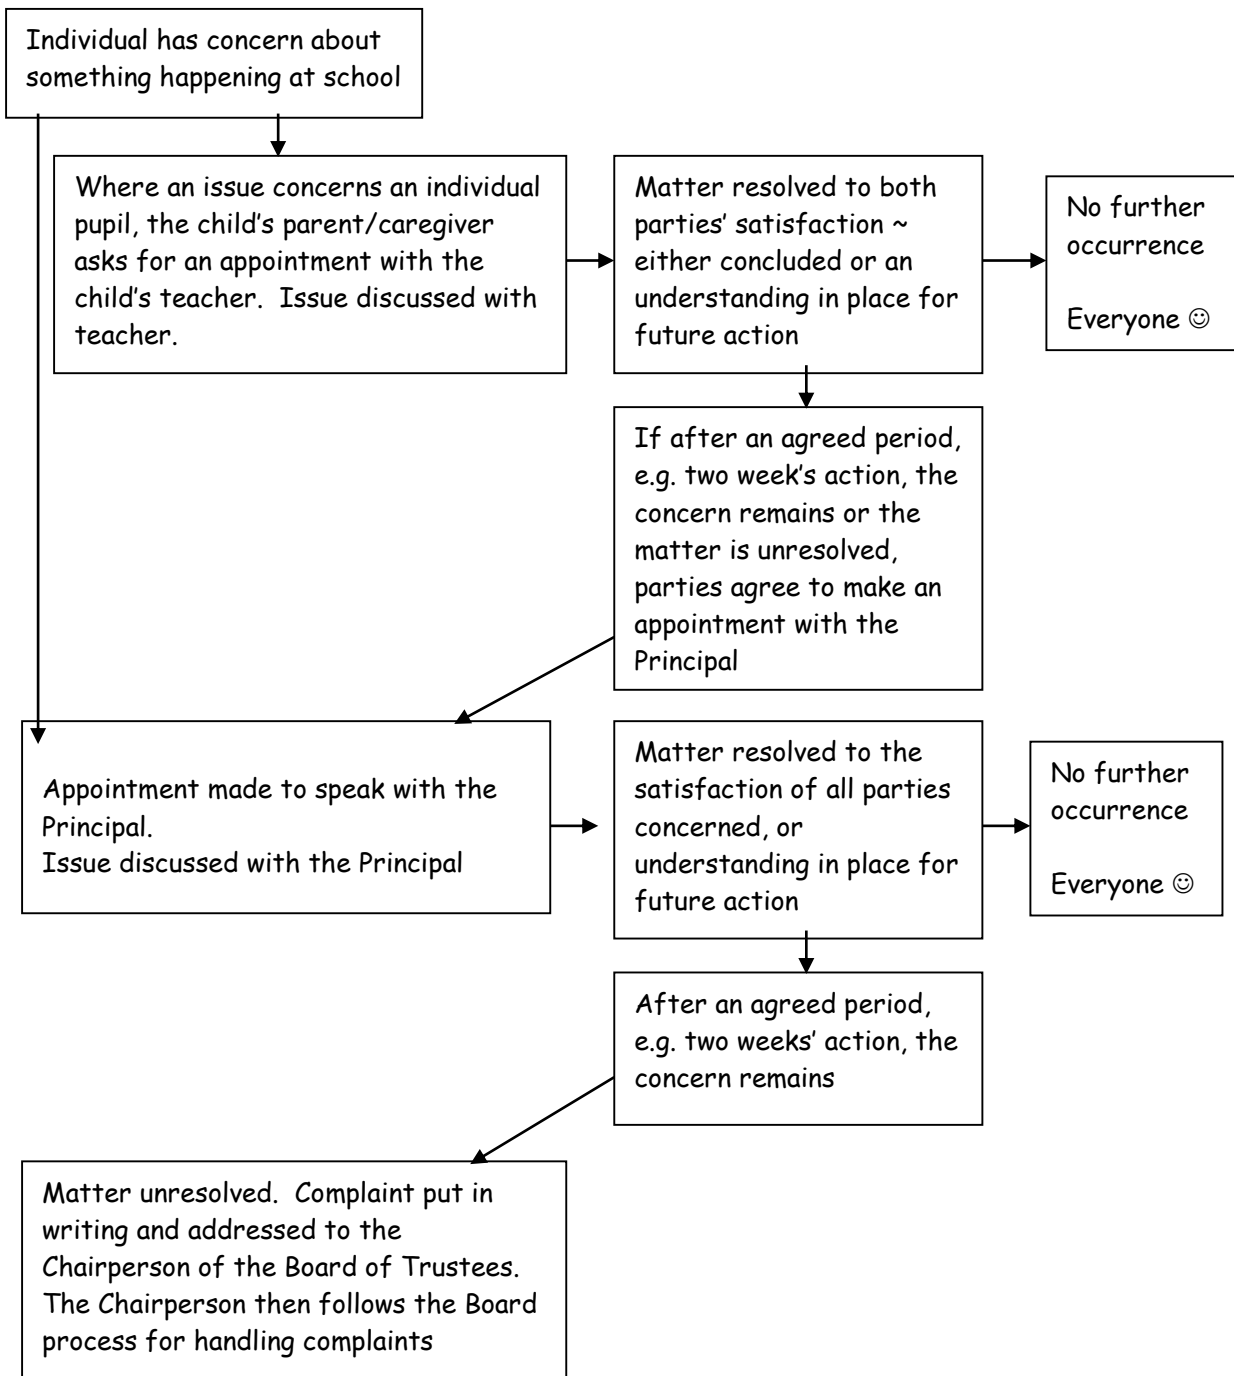 Individual has concern about
something happening at school
Where an issue concerns an individual
pupil, the child’s parent/caregiver
asks for an appointment with the
child’s teacher.  Issue discussed with
teacher.
Matter resolved to both
parties’ satisfaction ~
either concluded or an
understanding in place for
future action
No further
occurrence
Everyone ☺
If after an agreed period,
e.g. two week’s action, the
concern remains or the
matter is unresolved,
parties agree to make an
appointment with the
Principal
Appointment made to speak with the
Principal.
Issue discussed with the Principal
Matter resolved to the
satisfaction of all parties
concerned, or
understanding in place for
future action
No further
occurrence
Everyone ☺
After an agreed period,
e.g. two weeks’ action, the
concern remains
Matter unresolved.  Complaint put in
writing and addressed to the
Chairperson of the Board of Trustees.
The Chairperson then follows the Board
process for handling complaints